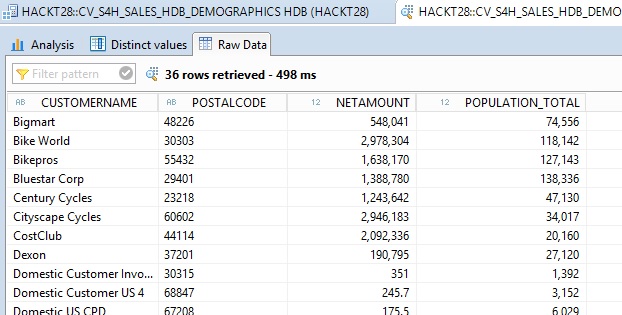 HACKT28::CV_S4H_SALES_HDB_DEMOGRAPHICS HDB (HACKT28) HACKT28::CV_S4H_SALES_HDB_DEMO
Analysis Distinct values Raw Data
Filter pattern 36 rows retrieved - 498 ms
AB CUSTOMERNAME AB POSTALCODE 12 NETAMOUNT 12 POPULATION_TOTAL
Bigmart 48226 548,041 74,556
Bike World 30303 2,978,304 118,142
Bikepros 55432 1,638,170 127,143
Bluestar Corp 29401 1,388,780 138,336
Century Cycles 23218 1,243,642 47,130
Cityscape Cycles 60602 2,946,183 34,017
CostClub 44114 2,092,336 20,160
Dexon 37201 190,795 27,120
Domestic Customer Invo... 30315 351 1,392
Domestic Customer US 4 68847 245.7 3,152
Domestic US CPD 67208 175.5 6,029